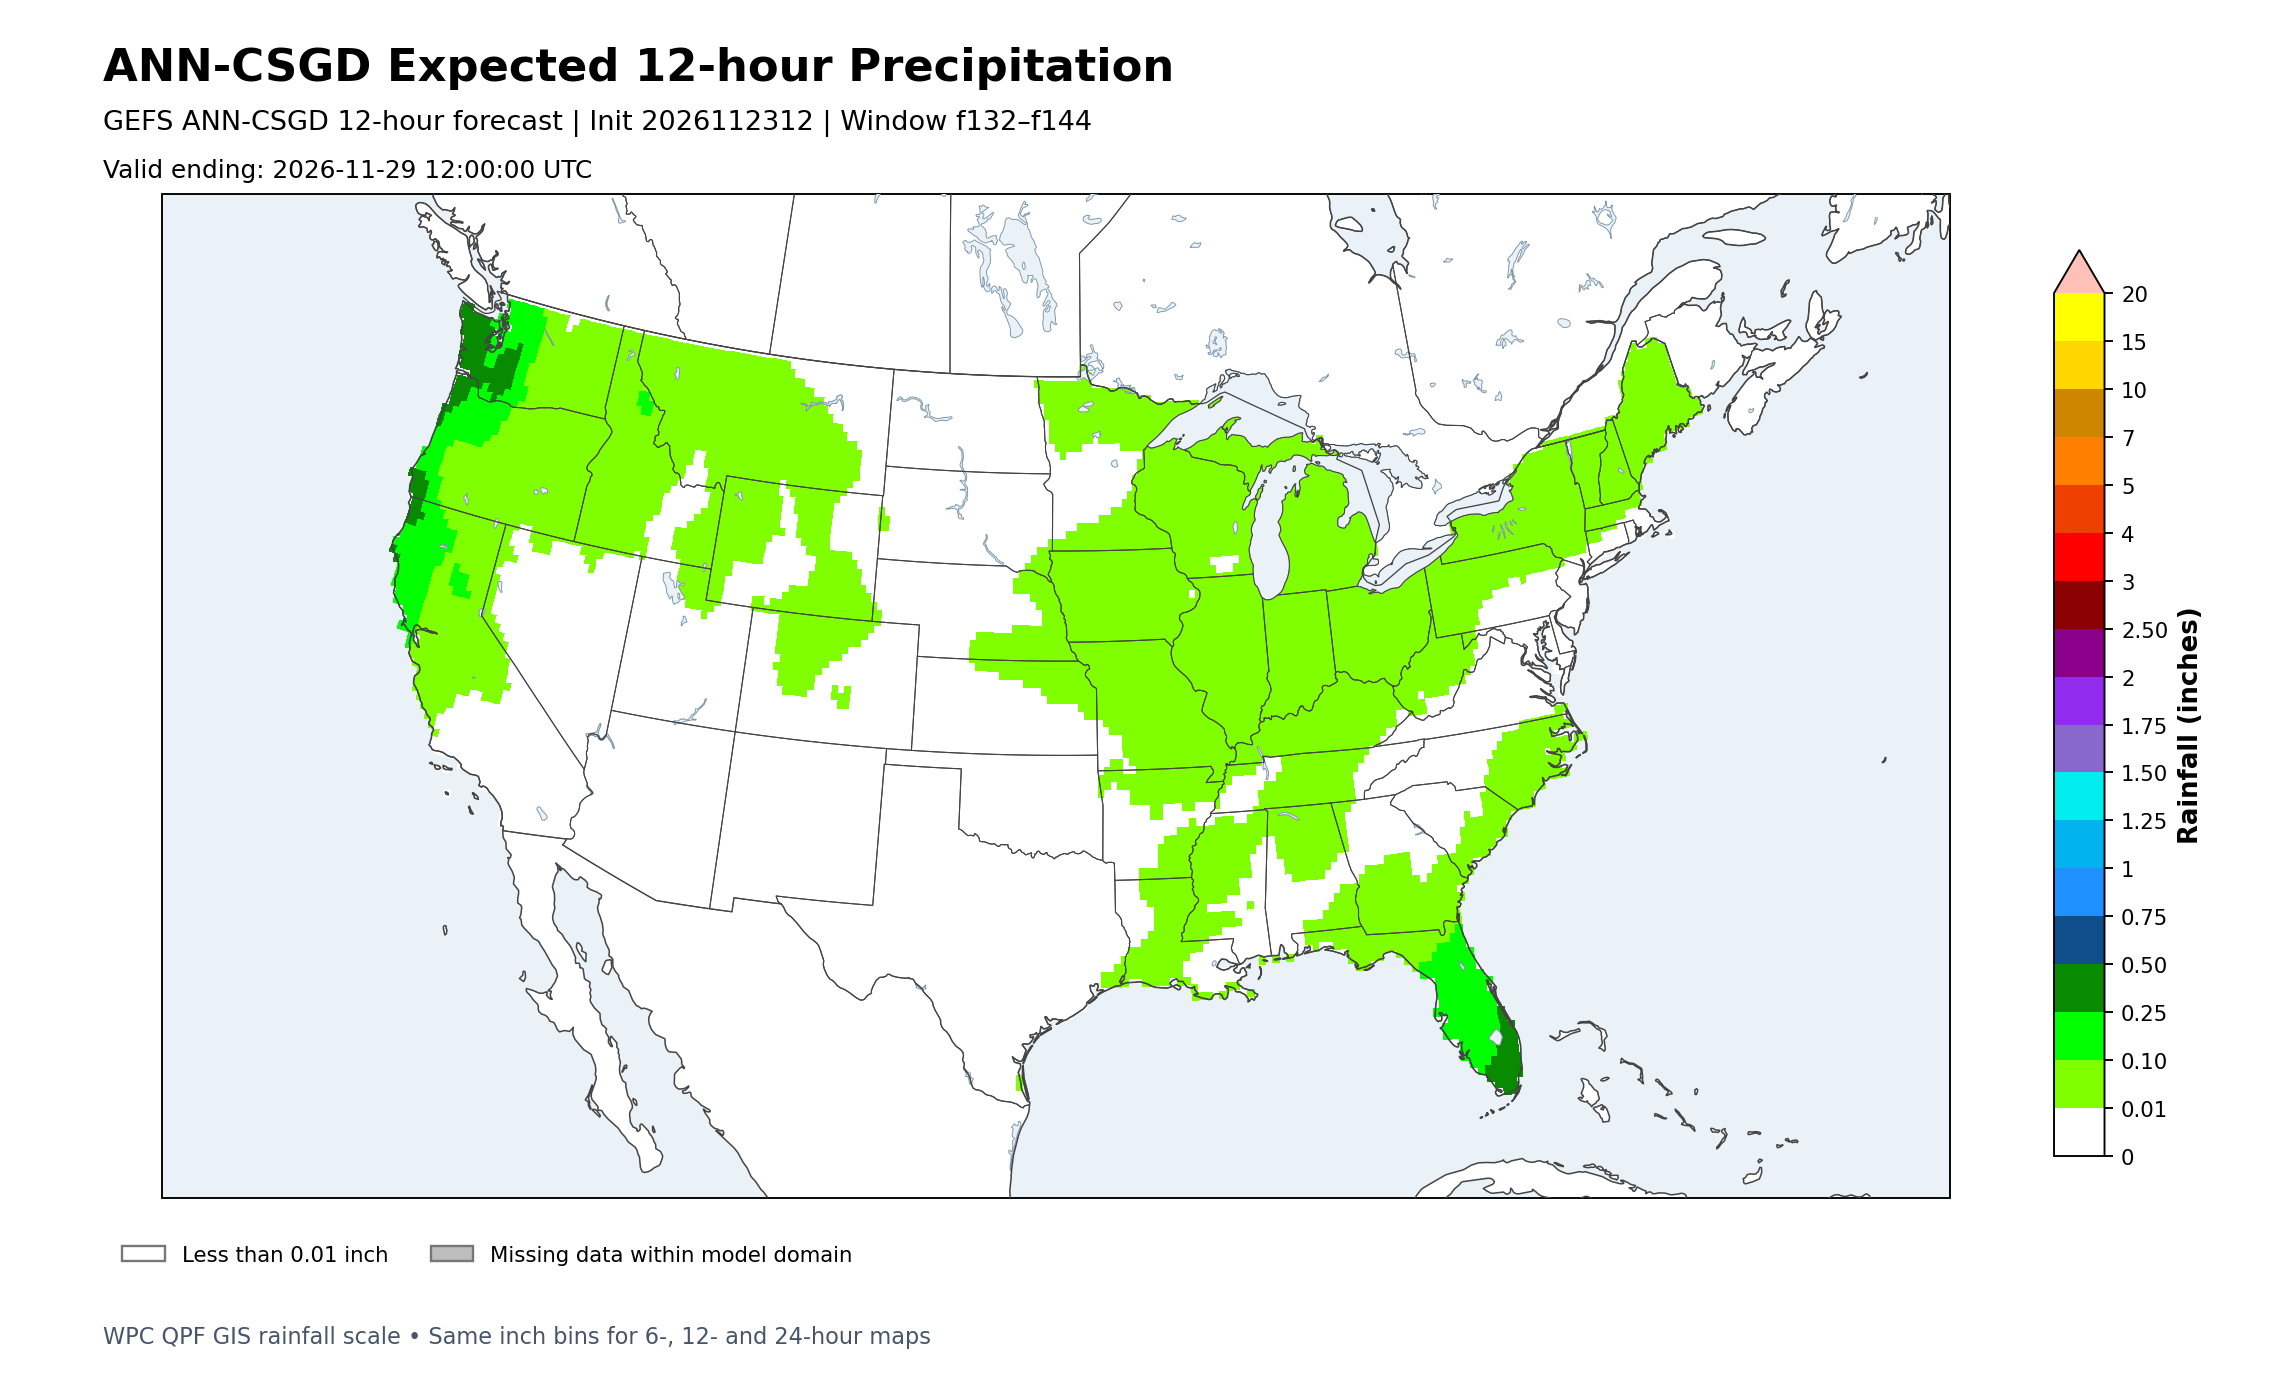 ANN-CSGD Expected 12-hour Precipitation
GEFS ANN-CSGD 12-hour forecast | Init 2026112312 | Window f132–f144
Valid ending: 2026-11-29 12:00:00 UTC
20
15
10
7
5
4
3
2.50
2
1.75
1.50
1.25
1
0.75
0.50
0.25
0.10
0.01
0
Rainfall (inches)
Less than 0.01 inch
Missing data within model domain
WPC QPF GIS rainfall scale • Same inch bins for 6-, 12- and 24-hour maps